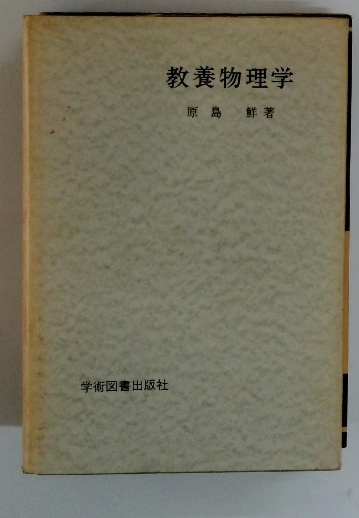 教養物理学
原島 鮮著
学術図書出版社